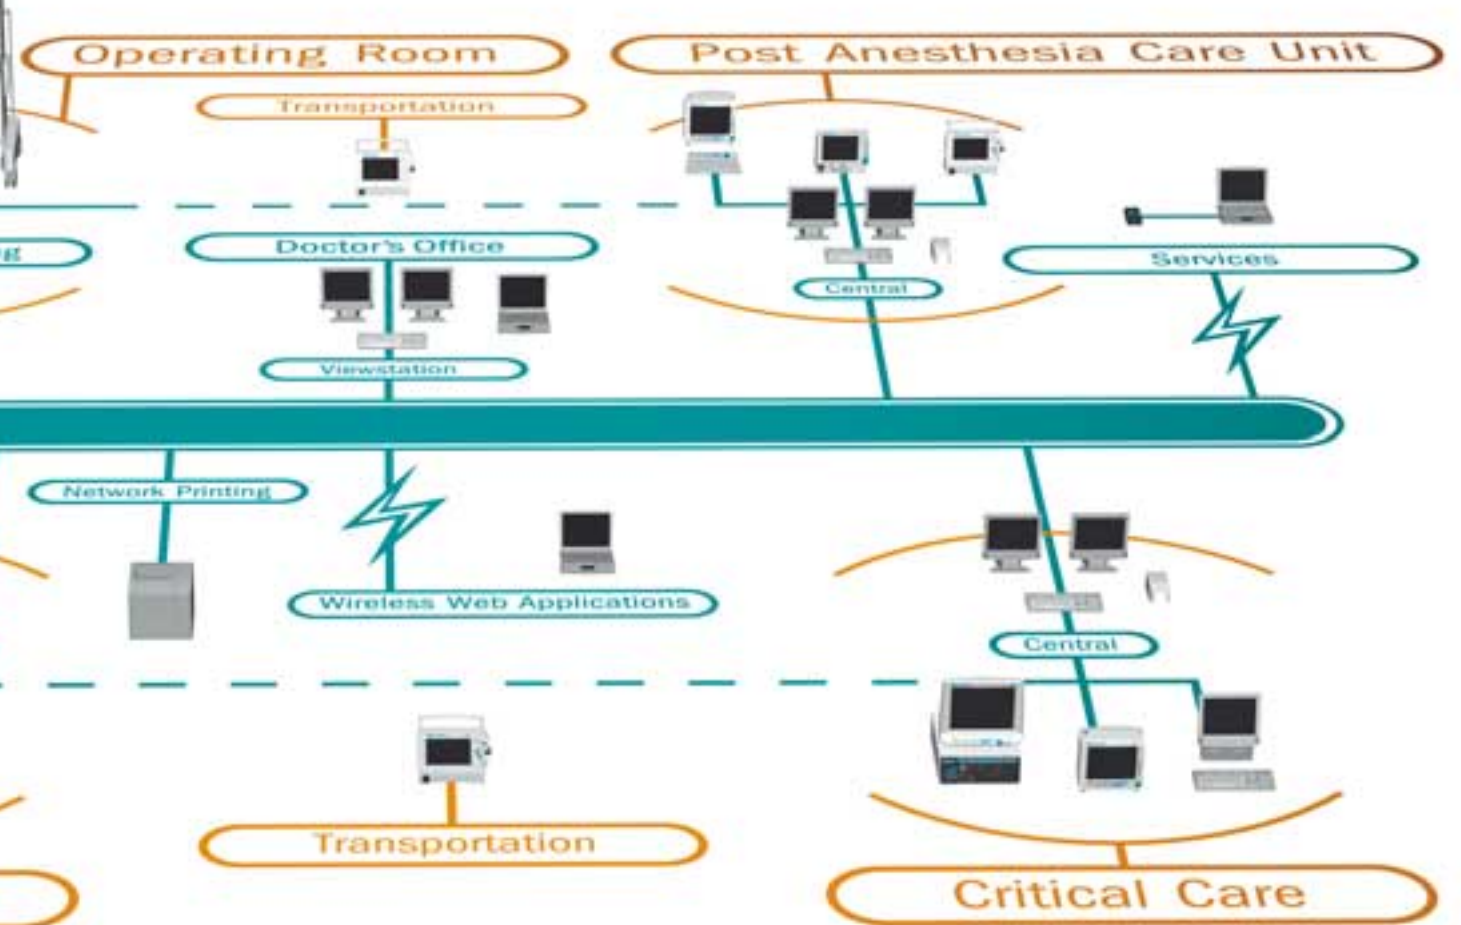 Operating Room
Post Anesthesia Care Unit
Transportation
Doctor's Office
Services
Central
Viewstation
Network Printing
Wireless Web Applications
Central
Transportation
Critical Care